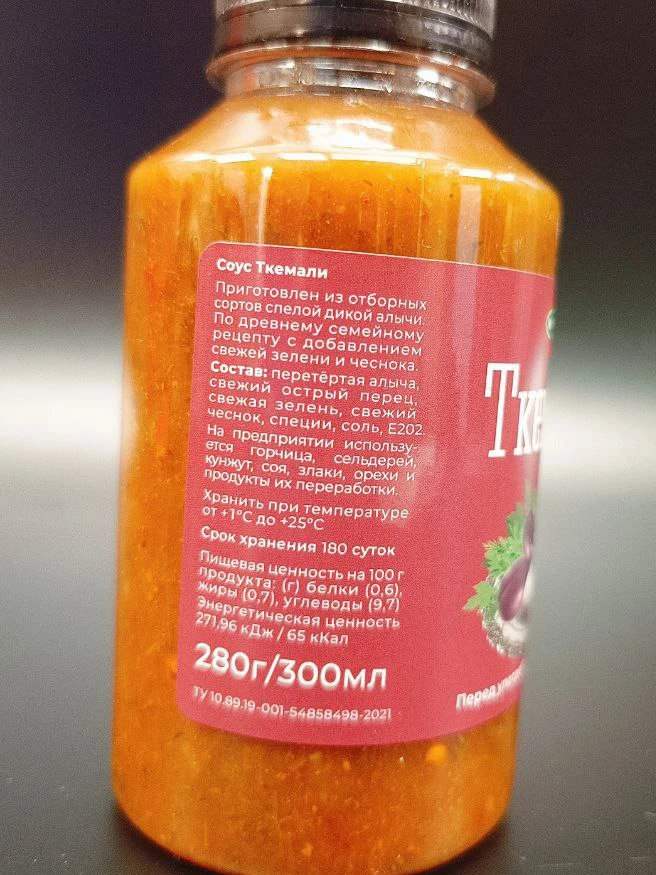 Соус Ткемали
Приготовлен из отборных
сортов спелой дикой алычи.
По древнему семейному
рецепту с добавлением
свежей зелени и чеснока.
Состав: перетёртая алыча,
свежий острый перец,
свежая зелень, свежий
чеснок, специи, соль, Е202.
На предприятии использу-
ется горчица, сельдерей,
кунжут, соя, злаки, орехи и
продукты их переработки.
Хранить при температуре
от +1°С до +25°С
Срок хранения 180 суток
Пищевая ценность на 100 г
продукта: (г) белки (0,6),
жиры (0,7), углеводы (9,7)
Энергетическая ценность
271,96 кДж / 65 кКал
280г/300мл
ТУ 10.89.19-001-54858498-2021
Тке
Перед